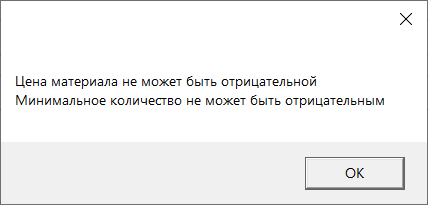 Цена материала не может быть отрицательной
Минимальное количество не может быть отрицательным
OK